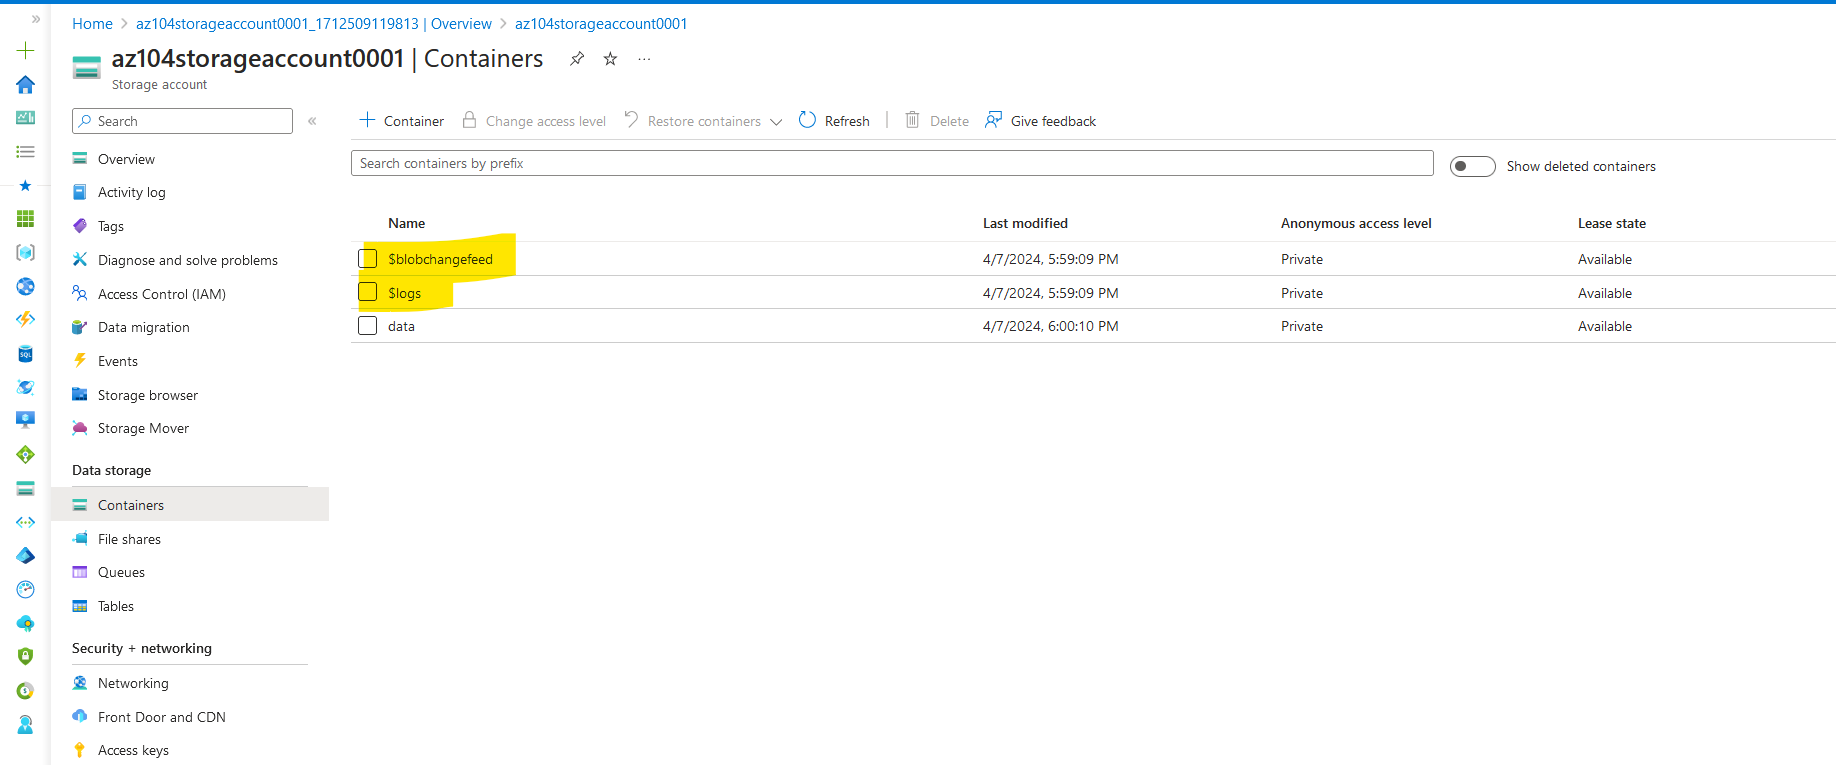 Home > az104storageaccount0001_1712509119813 | Overview > az104storageaccount0001
az104storageaccount0001 | Containers
Storage account
Search
Container Change access level Restore containers Refresh Delete Give feedback
Search containers by prefix
Show deleted containers
Overview
Activity log
Tags
Diagnose and solve problems
Access Control (IAM)
Data migration
Events
Storage browser
Storage Mover
Data storage
Containers
File shares
Queues
Tables
Security + networking
Networking
Front Door and CDN
Access keys
Name Last modified Anonymous access level Lease state
$blobchangefeed 4/7/2024, 5:59:09 PM Private Available
$logs 4/7/2024, 5:59:09 PM Private Available
data 4/7/2024, 6:00:10 PM Private Available